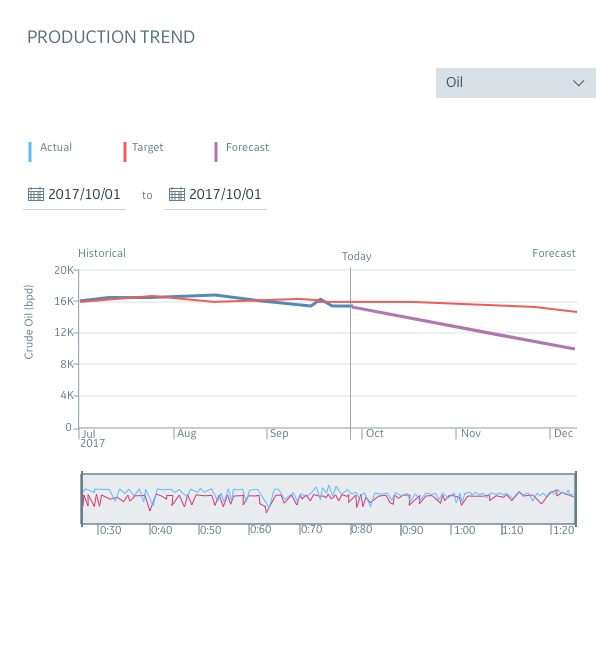 PRODUCTION TREND
Oil
Actual Target Forecast
2017/10/01 to 2017/10/01
Historical Today Forecast
Crude Oil (bpd)
20K
16K
12K
8K
4K
0
Jul Aug Sep Oct Nov Dec
2017
0:30 0:40 0:50 0:60 0:70 0:80 0:90 1:00 1:10 1:20